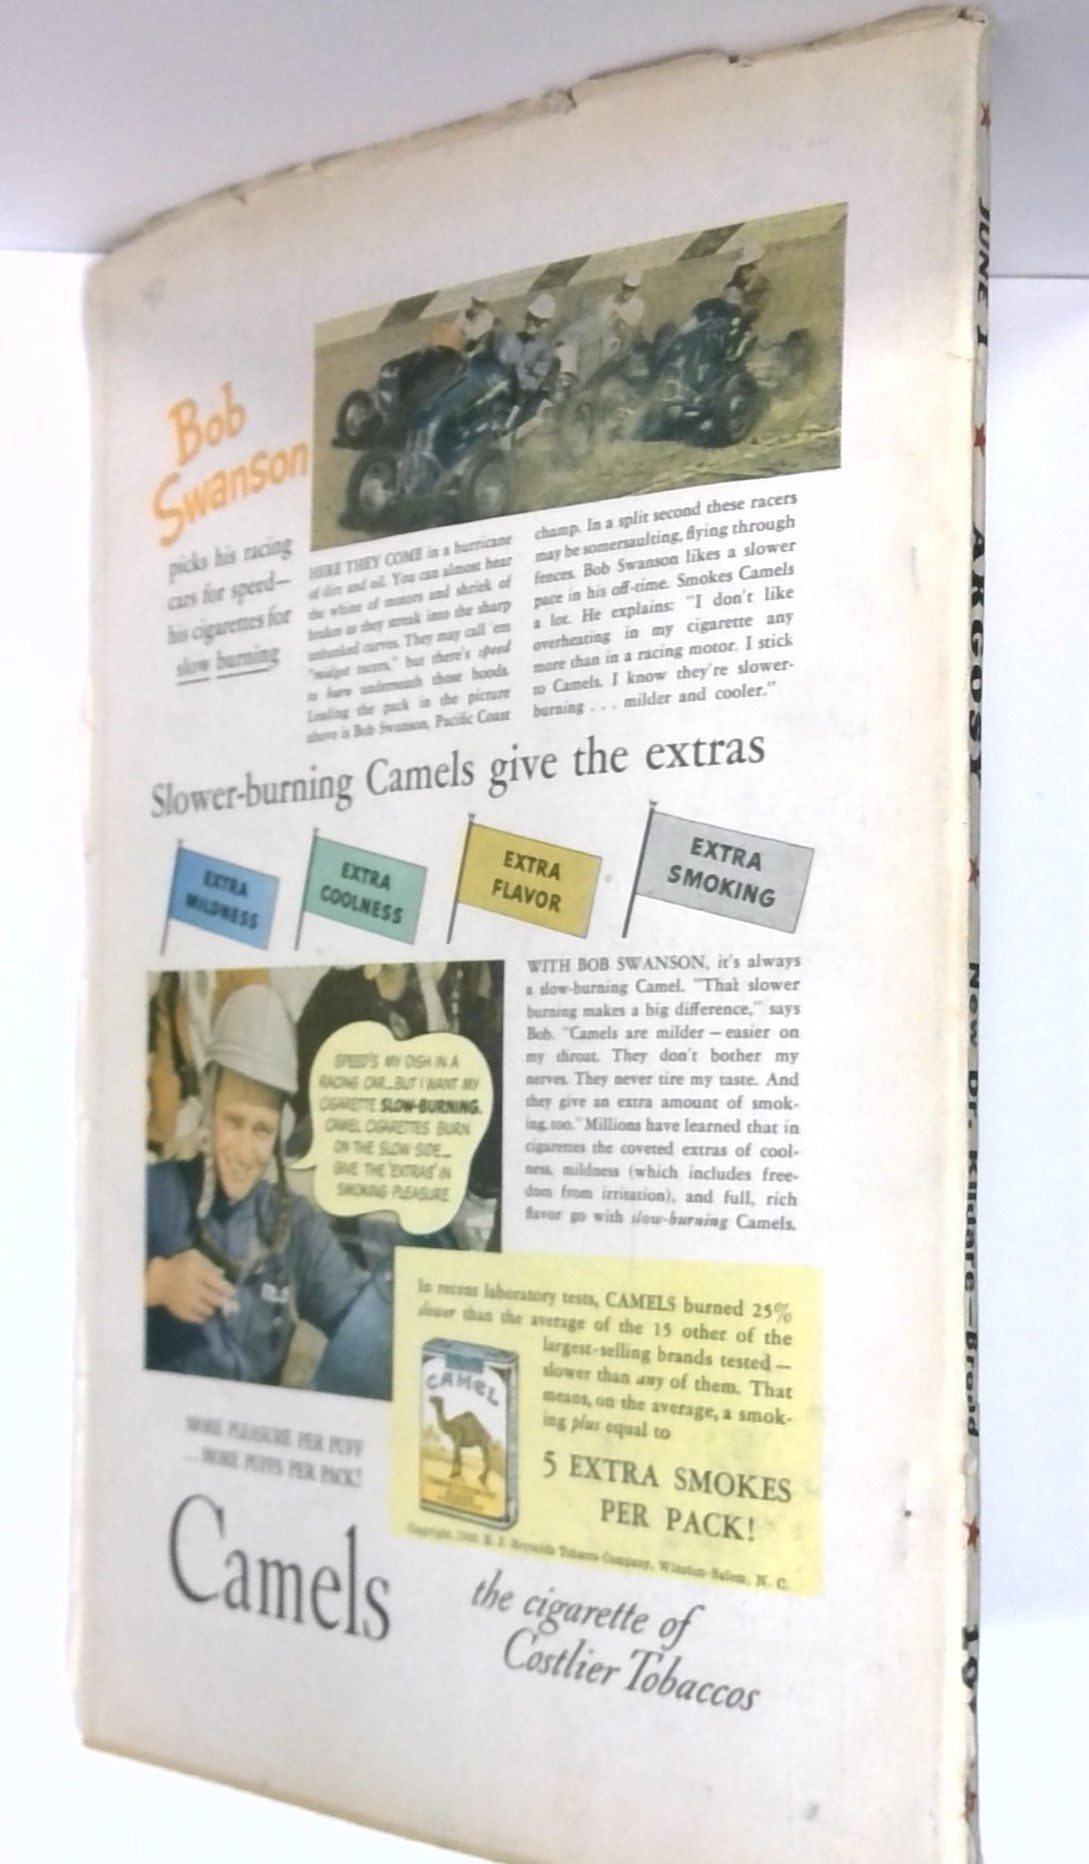 Bob
Swanson
picks his racing
cars for speed—
his cigarettes for
slow burning
HERE THEY COME in a hurricane
of dirt and oil. You can almost hear
the whine of motors and shriek of
brakes as they streak into the sharp
unbanked curves. They may call 'em
"midget racers," but there's speed
to burn underneath those hoods.
Leading the pack in the picture
above is Bob Swanson, Pacific Coast
champ. In a split second these racers
may be somersaulting, flying through
fences. Bob Swanson likes a slower
pace in his off-time. Smokes Camels
a lot. He explains: "I don't like
overheating in my cigarette any
more than in a racing motor. I stick
to Camels. I know they're slower-
burning . . . milder and cooler."
Slower-burning Camels give the extras
EXTRA
MILDNESS
EXTRA
COOLNESS
EXTRA
FLAVOR
EXTRA
SMOKING
SPEED'S MY DISH IN A
RACING CAR...BUT I WANT MY
CIGARETTE SLOW-BURNING.
CAMEL CIGARETTES BURN
ON THE SLOW SIDE...
GIVE THE 'EXTRAS' IN
SMOKING PLEASURE
WITH BOB SWANSON, it's always
a slow-burning Camel. "That slower
burning makes a big difference," says
Bob. "Camels are milder – easier on
my throat. They don't bother my
nerves. They never tire my taste. And
they give an extra amount of smok-
ing, too." Millions have learned that in
cigarettes the coveted extras of cool-
ness, mildness (which includes free-
dom from irritation), and full, rich
flavor go with slow-burning Camels.
In recent laboratory tests, CAMELS burned 25%
slower than the average of the 15 other of the
largest-selling brands tested —
slower than any of them. That
means, on the average, a smok-
ing plus equal to
5 EXTRA SMOKES
PER PACK!
CAMEL
Copyright, 1940, R. J. Reynolds Tobacco Company, Winston-Salem, N. C.
MORE PLEASURE PER PUFF
...MORE PUFFS PER PACK!
Camels
the cigarette of
Costlier Tobaccos
JUNE 1 ARGOSY New Dr. Kildare—Brand 10¢